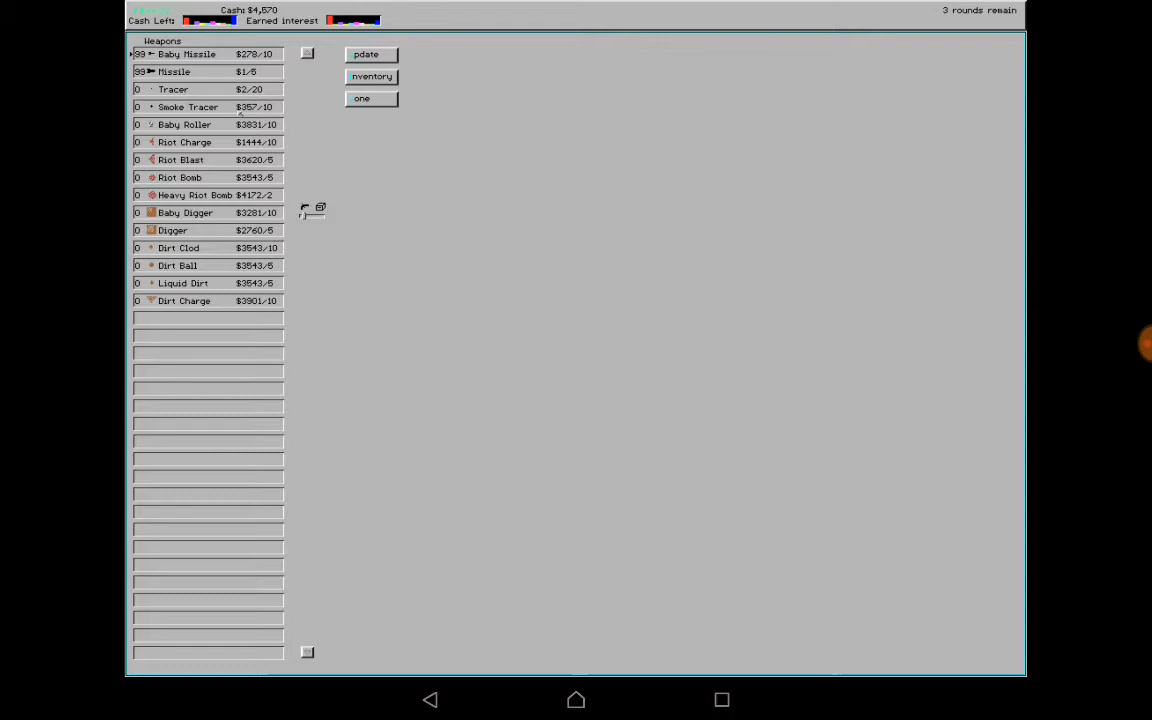 Cash: $4,570
3 rounds remain
Cash Left:
Earned interest
Weapons
99 Baby Missile $278/10
99 Missile $1/5
0 Tracer $2/20
0 Smoke Tracer $357/10
0 Baby Roller $3831/10
0 Riot Charge $1444/10
0 Riot Blast $3620/5
0 Riot Bomb $3543/5
0 Heavy Riot Bomb $4172/2
0 Baby Digger $3281/10
0 Digger $2760/5
0 Dirt Clod $3543/10
0 Dirt Ball $3543/5
0 Liquid Dirt $3543/5
0 Dirt Charge $3901/10
pdate
nventory
one